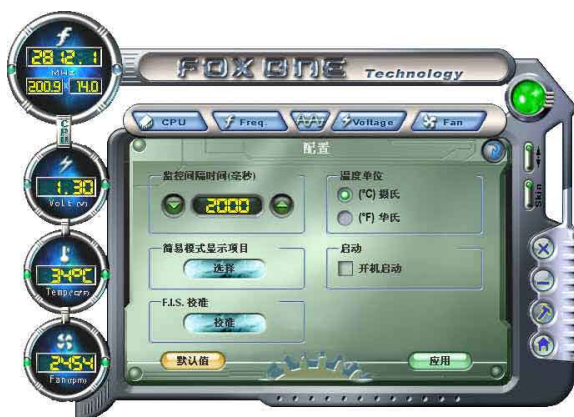 FOX ONE Technology
2812.1
MHZ
200.9 x 14.0
CPU
CPU
Freq.
Voltage
Fan
配置
监控间隔时间(毫秒)
2000
温度单位
(°C) 摄氏
(°F) 华氏
简易模式显示项目
选择
启动
开机启动
F.I.S. 校准
校准
默认值
应用
1.30
Volt.(V)
34°C
Temp(°C/°F)
2454
Fan(rpm)
Skin